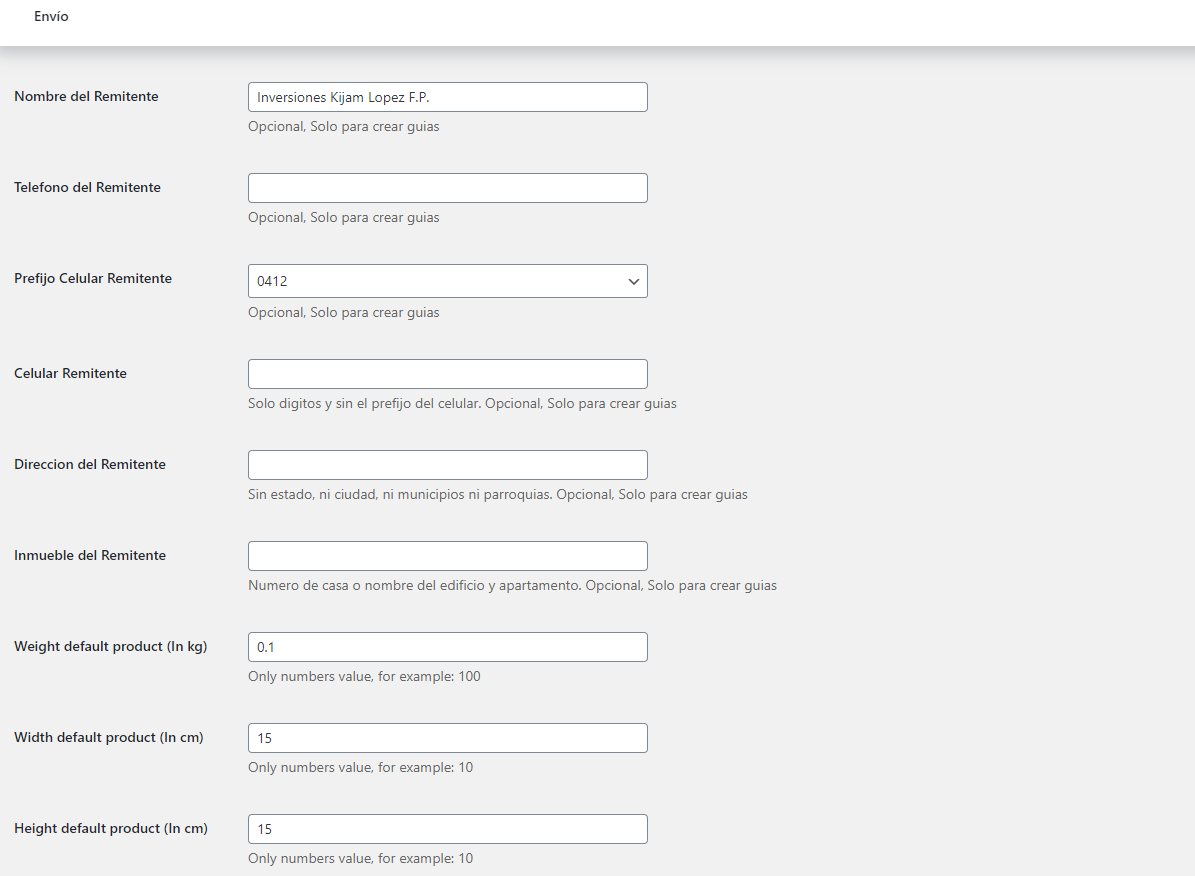 Envío
Nombre del Remitente
Inversiones Kijam Lopez F.P.
Opcional, Solo para crear guias
Telefono del Remitente
Opcional, Solo para crear guias
Prefijo Celular Remitente
0412
Opcional, Solo para crear guias
Celular Remitente
Solo digitos y sin el prefijo del celular. Opcional, Solo para crear guias
Direccion del Remitente
Sin estado, ni ciudad, ni municipios ni parroquias. Opcional, Solo para crear guias
Inmueble del Remitente
Numero de casa o nombre del edificio y apartamento. Opcional, Solo para crear guias
Weight default product (In kg)
0.1
Only numbers value, for example: 100
Width default product (In cm)
15
Only numbers value, for example: 10
Height default product (In cm)
15
Only numbers value, for example: 10